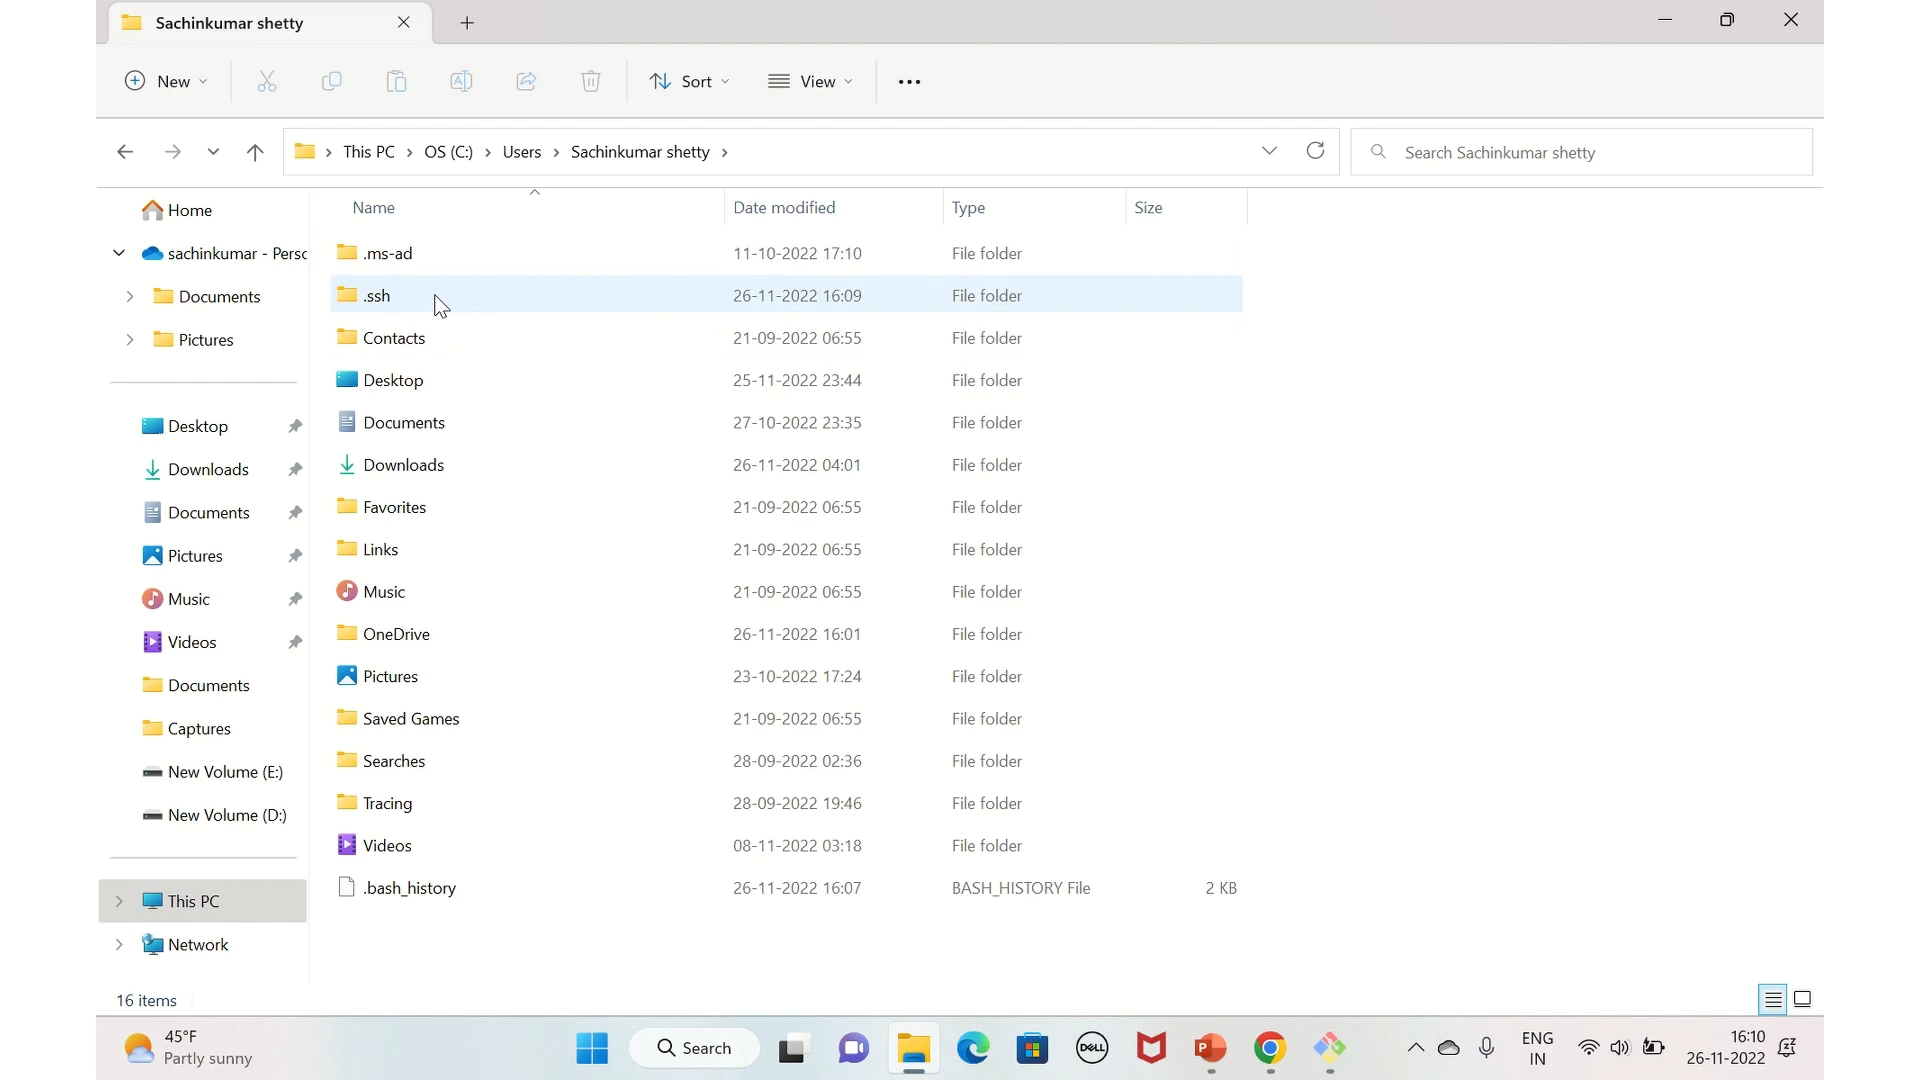 Sachinkumar shetty
New
Sort
View
This PC > OS (C:) > Users > Sachinkumar shetty >
Search Sachinkumar shetty
Home
sachinkumar - Persc
Documents
Pictures
Desktop
Downloads
Documents
Pictures
Music
Videos
Documents
Captures
New Volume (E:)
New Volume (D:)
This PC
Network
Name Date modified Type Size
.ms-ad 11-10-2022 17:10 File folder
.ssh 26-11-2022 16:09 File folder
Contacts 21-09-2022 06:55 File folder
Desktop 25-11-2022 23:44 File folder
Documents 27-10-2022 23:35 File folder
Downloads 26-11-2022 04:01 File folder
Favorites 21-09-2022 06:55 File folder
Links 21-09-2022 06:55 File folder
Music 21-09-2022 06:55 File folder
OneDrive 26-11-2022 16:01 File folder
Pictures 23-10-2022 17:24 File folder
Saved Games 21-09-2022 06:55 File folder
Searches 28-09-2022 02:36 File folder
Tracing 28-09-2022 19:46 File folder
Videos 08-11-2022 03:18 File folder
.bash_history 26-11-2022 16:07 BASH_HISTORY File 2 KB
16 items
45°F
Partly sunny
Search
DELL
ENG
IN
16:10
26-11-2022